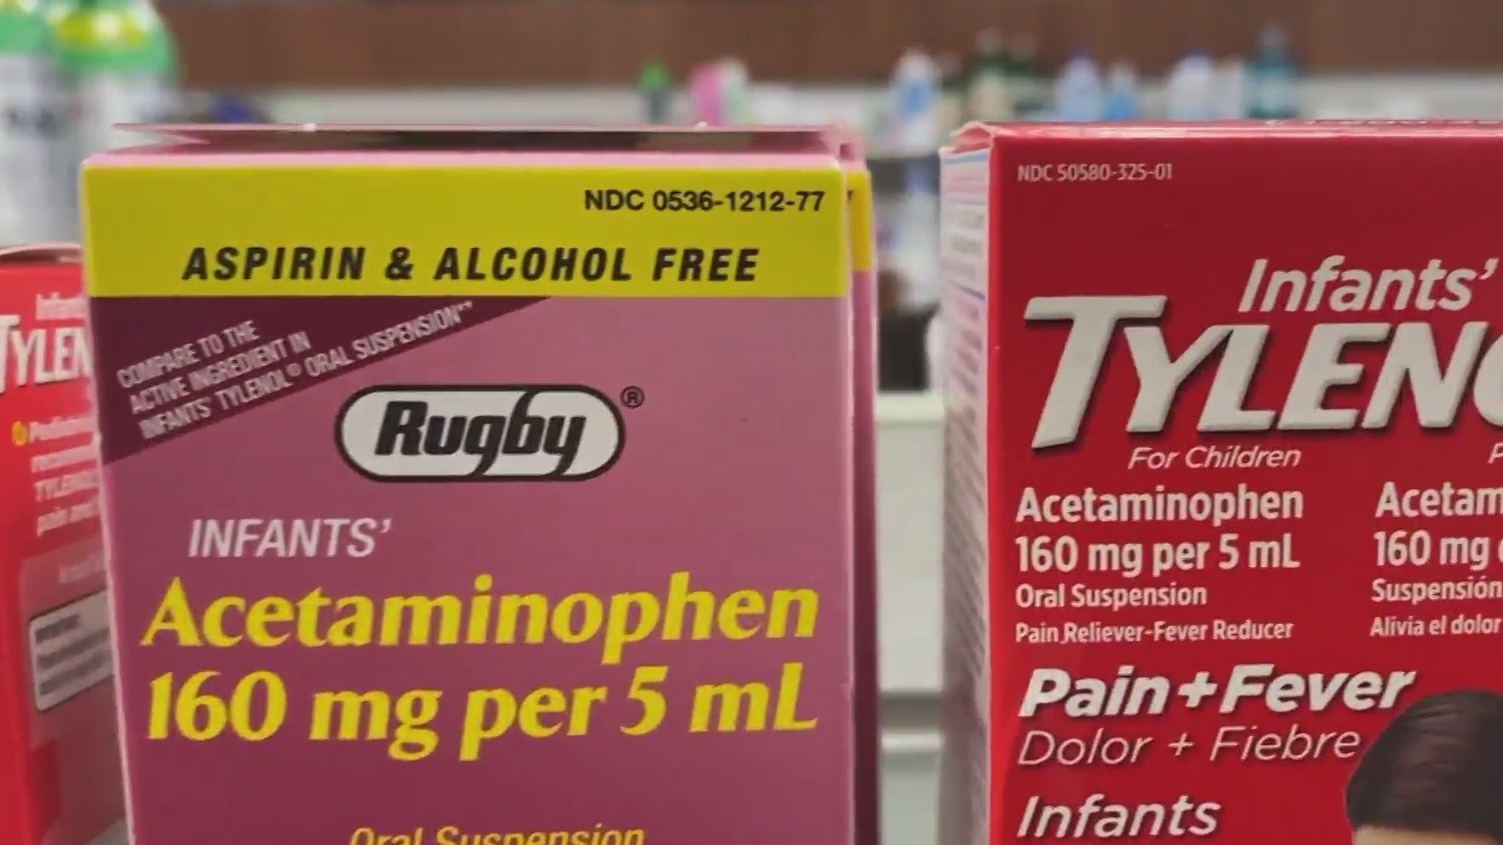 NDC 0536-1212-77
ASPIRIN & ALCOHOL FREE
COMPARE TO THE
ACTIVE INGREDIENT IN
INFANTS' TYLENOL® ORAL SUSPENSION**
Rugby®
INFANTS'
Acetaminophen
160 mg per 5 mL
Oral Suspension
NDC 50580-325-01
Infants'
TYLENO
For Children
Acetaminophen
160 mg per 5 mL
Oral Suspension
Pain Reliever-Fever Reducer
Acetam
160 mg
Suspensión
Alivia el dolor
Pain+Fever
Dolor + Fiebre
Infants
Infan
TYLEN